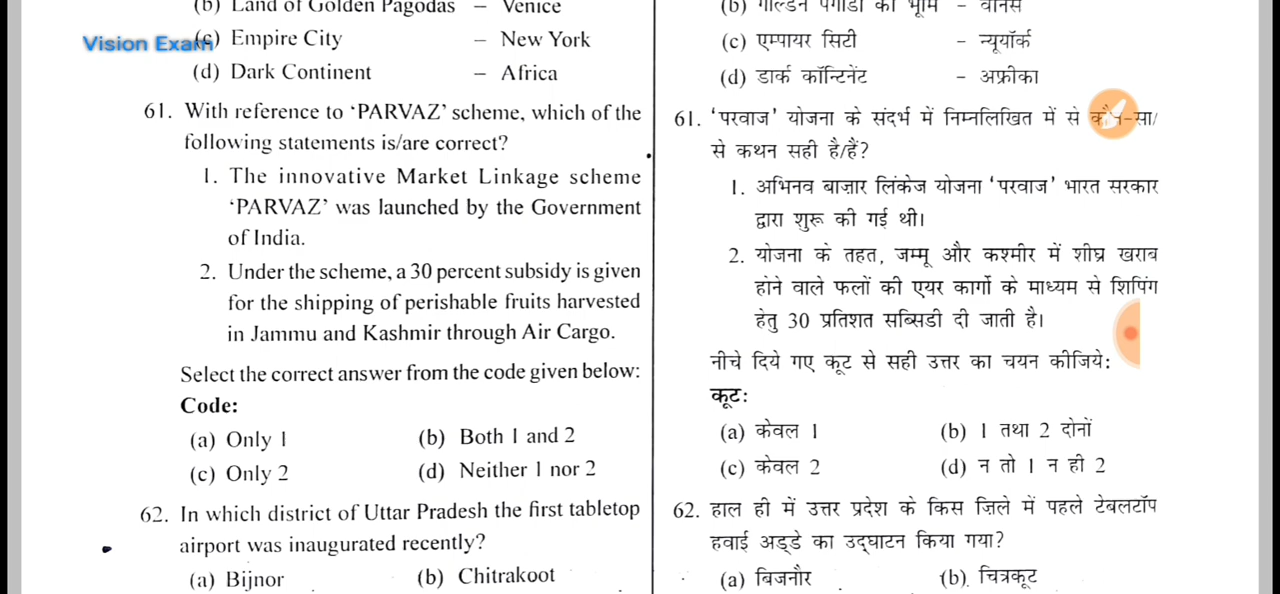 (b) Land of Golden Pagodas – Venice
Vision Exam
(c) Empire City – New York
(d) Dark Continent – Africa
61. With reference to ‘PARVAZ’ scheme, which of the
following statements is/are correct?
1. The innovative Market Linkage scheme
‘PARVAZ’ was launched by the Government
of India.
2. Under the scheme, a 30 percent subsidy is given
for the shipping of perishable fruits harvested
in Jammu and Kashmir through Air Cargo.
Select the correct answer from the code given below:
Code:
(a) Only 1 (b) Both 1 and 2
(c) Only 2 (d) Neither 1 nor 2
62. In which district of Uttar Pradesh the first tabletop
airport was inaugurated recently?
(a) Bijnor (b) Chitrakoot
(b) गोल्डन पगोडा की भूमि – वेनिस
(c) एम्पायर सिटी – न्यूयॉर्क
(d) डार्क कॉन्टिनेंट – अफ्रीका
61. ‘परवाज’ योजना के संदर्भ में निम्नलिखित में से कौन-सा/
से कथन सही है/हैं?
1. अभिनव बाज़ार लिंकेज योजना ‘परवाज’ भारत सरकार
द्वारा शुरू की गई थी।
2. योजना के तहत, जम्मू और कश्मीर में शीघ्र खराब
होने वाले फलों की एयर कार्गो के माध्यम से शिपिंग
हेतु 30 प्रतिशत सब्सिडी दी जाती है।
नीचे दिये गए कूट से सही उत्तर का चयन कीजिये:
कूट:
(a) केवल 1 (b) 1 तथा 2 दोनों
(c) केवल 2 (d) न तो 1 न ही 2
62. हाल ही में उत्तर प्रदेश के किस ज़िले में पहले टेबलटॉप
हवाई अड्डे का उद्घाटन किया गया?
(a) बिजनौर (b) चित्रकूट